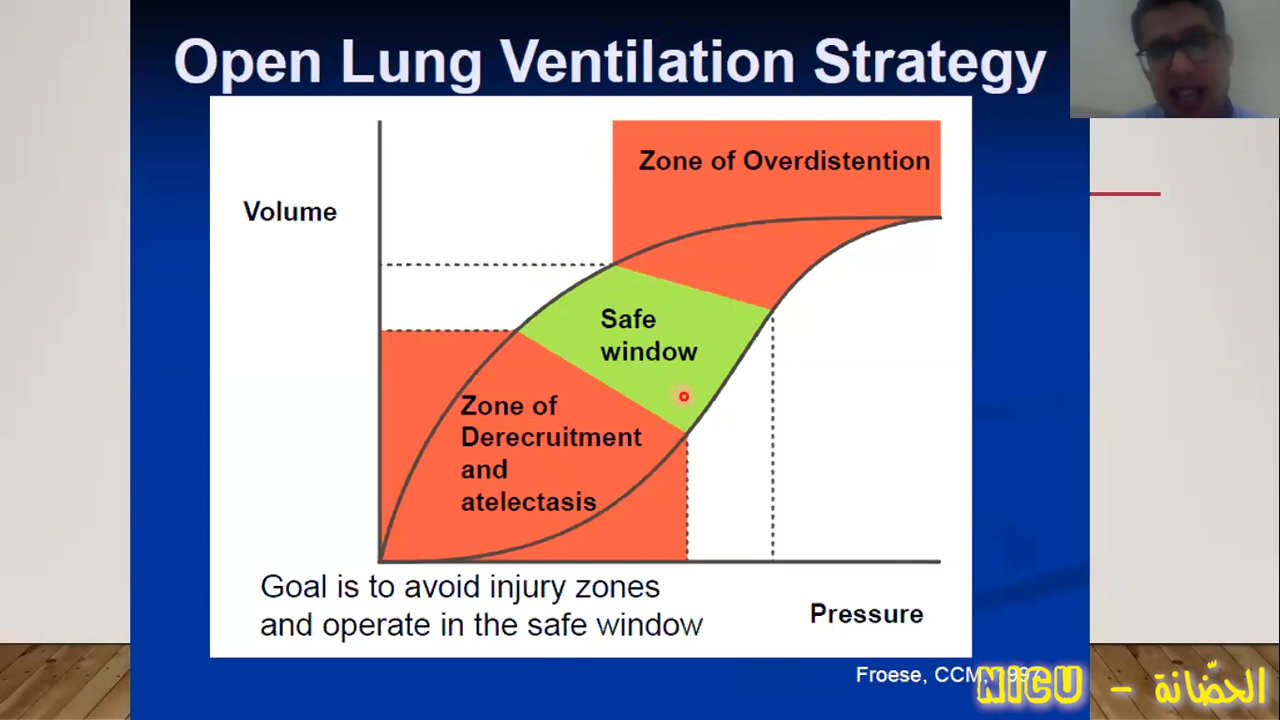 Open Lung Ventilation Strategy
Zone of Overdistention
Volume
Safe
window
Zone of
Derecruitment
and
atelectasis
Goal is to avoid injury zones
and operate in the safe window
Pressure
Froese, CCM,
NICU - الحضّانة